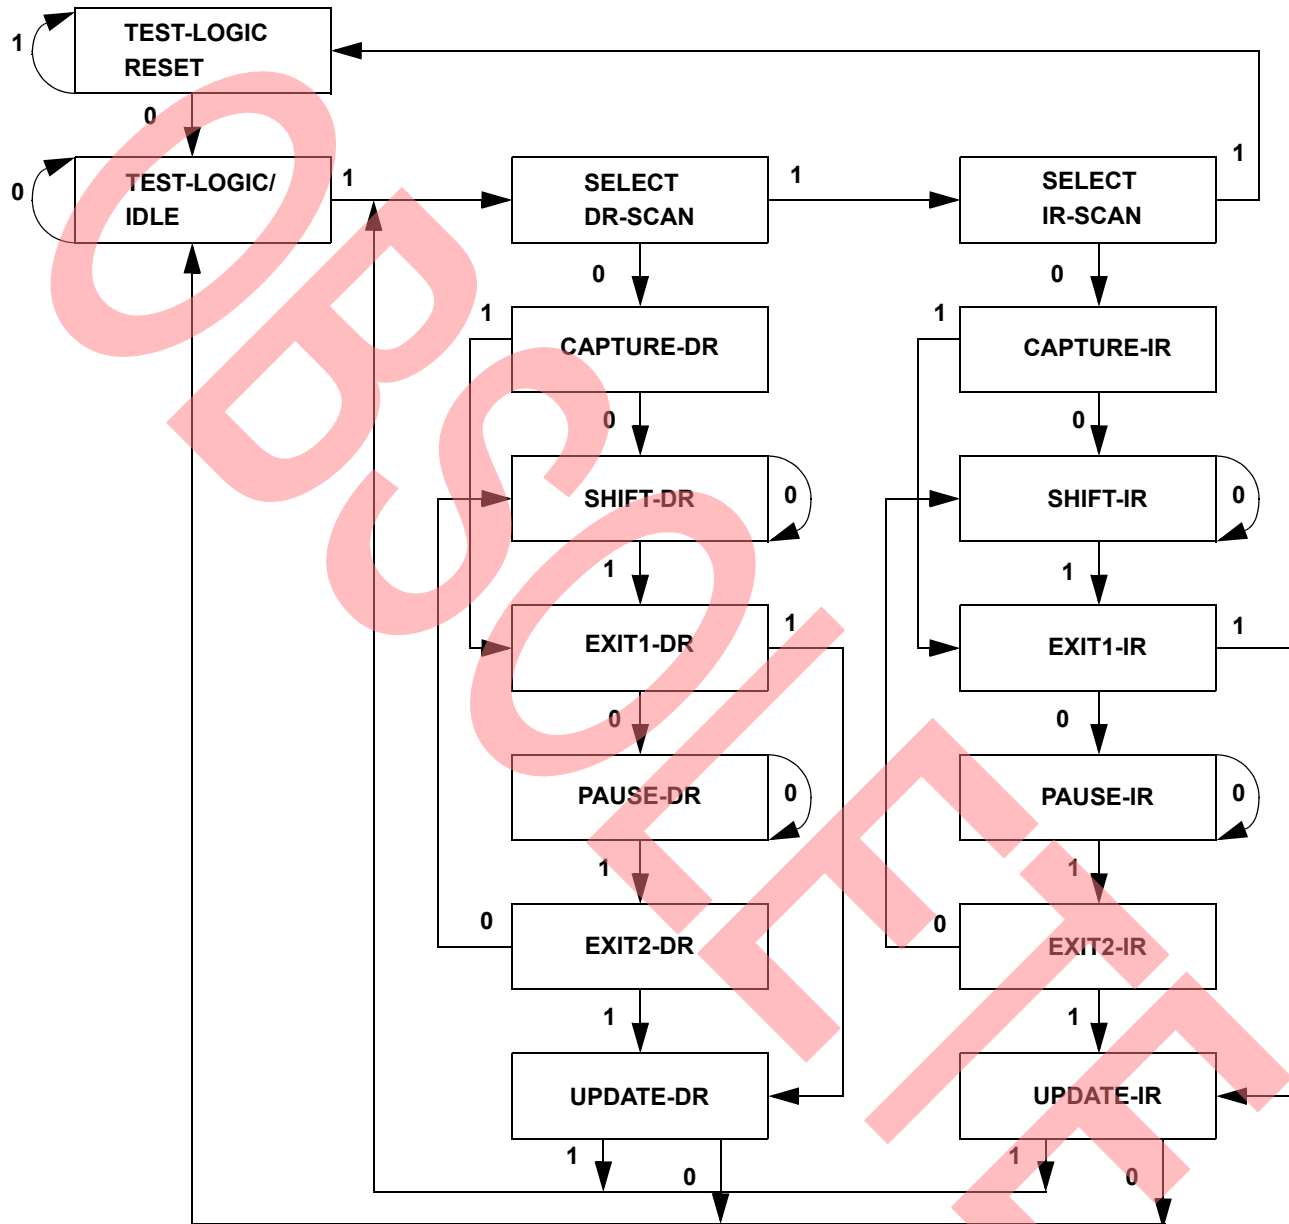 TEST-LOGIC
RESET
1
0
TEST-LOGIC/
IDLE
0
1
SELECT
DR-SCAN
1
SELECT
IR-SCAN
1
0
0
1
CAPTURE-DR
1
CAPTURE-IR
0
0
SHIFT-DR
0
SHIFT-IR
0
1
1
EXIT1-DR
1
EXIT1-IR
1
0
0
PAUSE-DR
0
PAUSE-IR
0
1
1
0
EXIT2-DR
0
EXIT2-IR
1
1
UPDATE-DR
UPDATE-IR
1
0
1
0
OBSOLETE